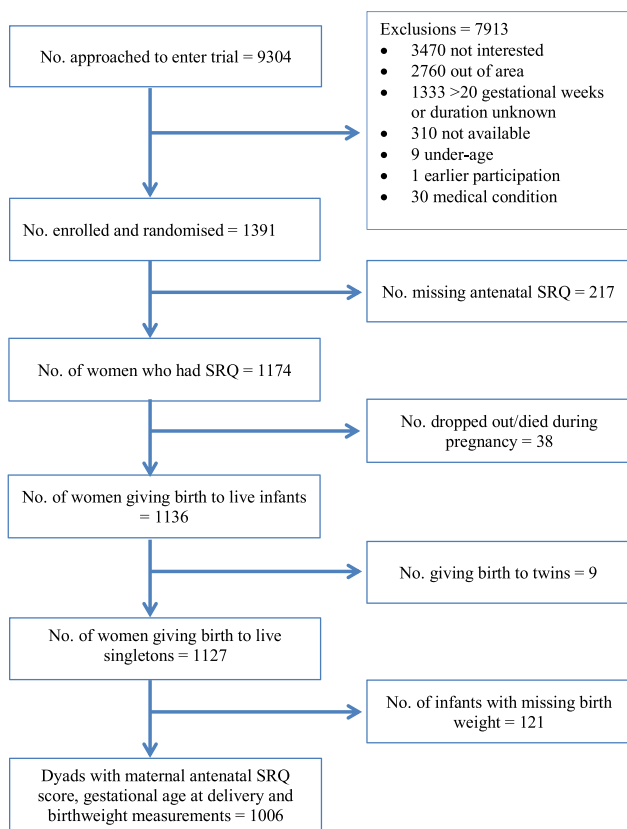 No. approached to enter trial = 9304
Exclusions = 7913
• 3470 not interested
• 2760 out of area
• 1333 >20 gestational weeks
or duration unknown
• 310 not available
• 9 under-age
• 1 earlier participation
• 30 medical condition
No. enrolled and randomised = 1391
No. missing antenatal SRQ = 217
No. of women who had SRQ = 1174
No. dropped out/died during
pregnancy = 38
No. of women giving birth to live infants
= 1136
No. giving birth to twins = 9
No. of women giving birth to live
singletons = 1127
No. of infants with missing birth
weight = 121
Dyads with maternal antenatal SRQ
score, gestational age at delivery and
birthweight measurements = 1006